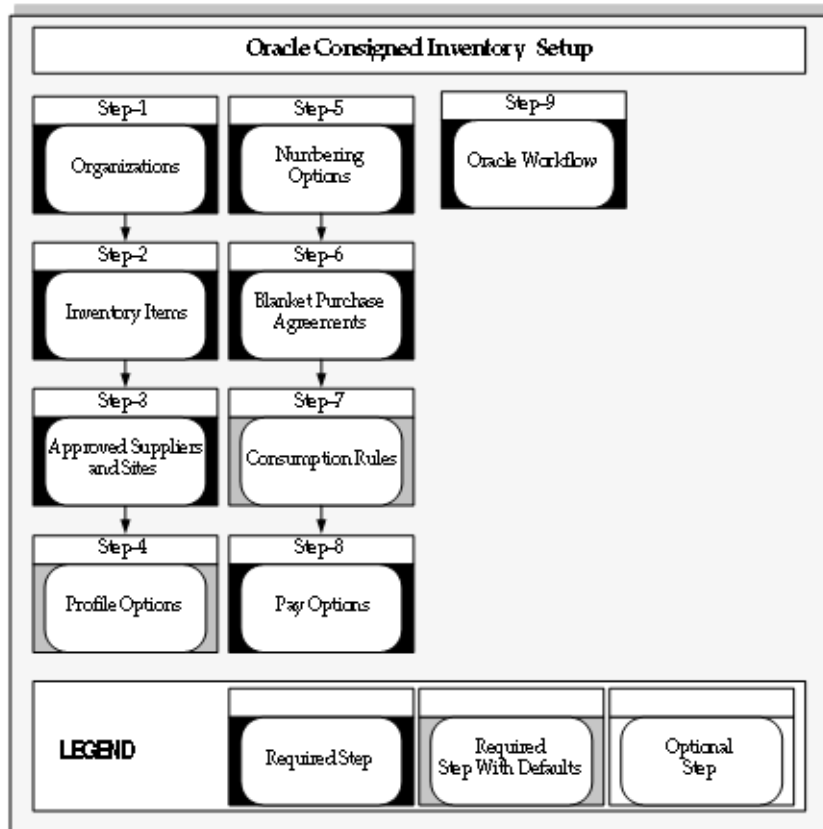 Oracle Consigned Inventory Setup
Step-1
Organizations
Step-2
Inventory Items
Step-3
Approved Suppliers
and Sites
Step-4
Profile Options
Step-5
Numbering
Options
Step-6
Blanket Purchase
Agreements
Step-7
Consumption Rules
Step-8
Pay Options
Step-9
Oracle Workflow
LEGEND
Required Step
Required
Step With Defaults
Optional
Step